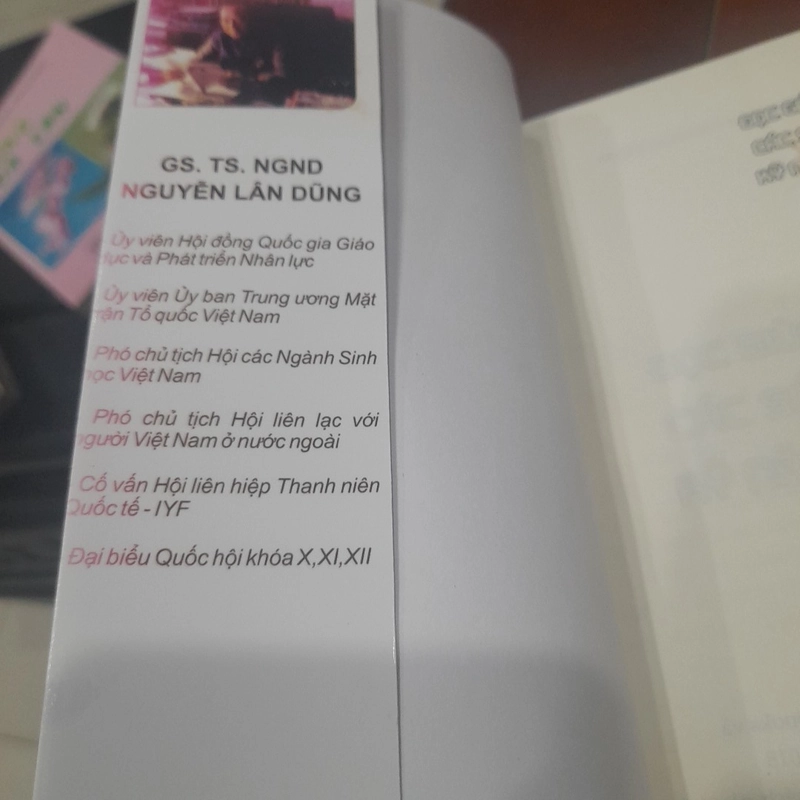 GS. TS. NGND
NGUYỄN LÂN DŨNG
Ủy viên Hội đồng Quốc gia Giáo
dục và Phát triển Nhân lực
Ủy viên Ủy ban Trung ương Mặt
trận Tổ quốc Việt Nam
Phó chủ tịch Hội các Ngành Sinh
học Việt Nam
Phó chủ tịch Hội liên lạc với
người Việt Nam ở nước ngoài
Cố vấn Hội liên hiệp Thanh niên
Quốc tế - IYF
Đại biểu Quốc hội khóa X,XI,XII